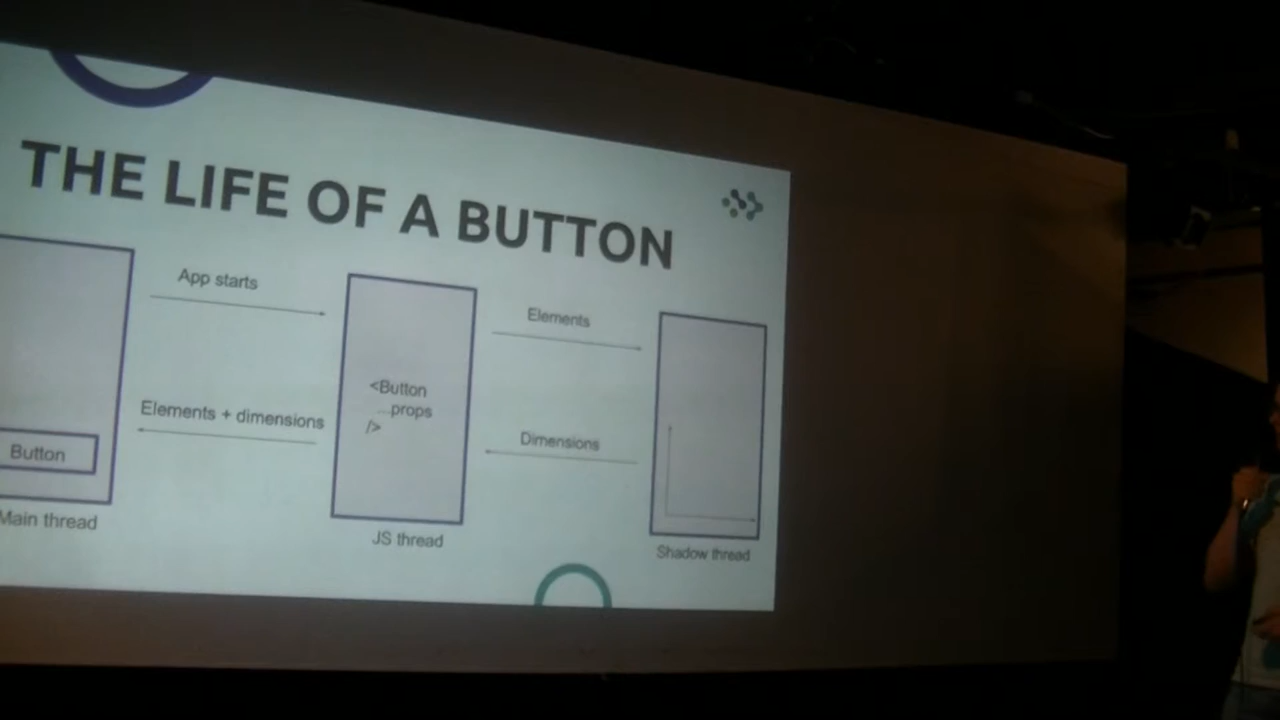 THE LIFE OF A BUTTON
App starts
Elements
<Button
...props
/>
Elements + dimensions
Dimensions
Button
Main thread
JS thread
Shadow thread